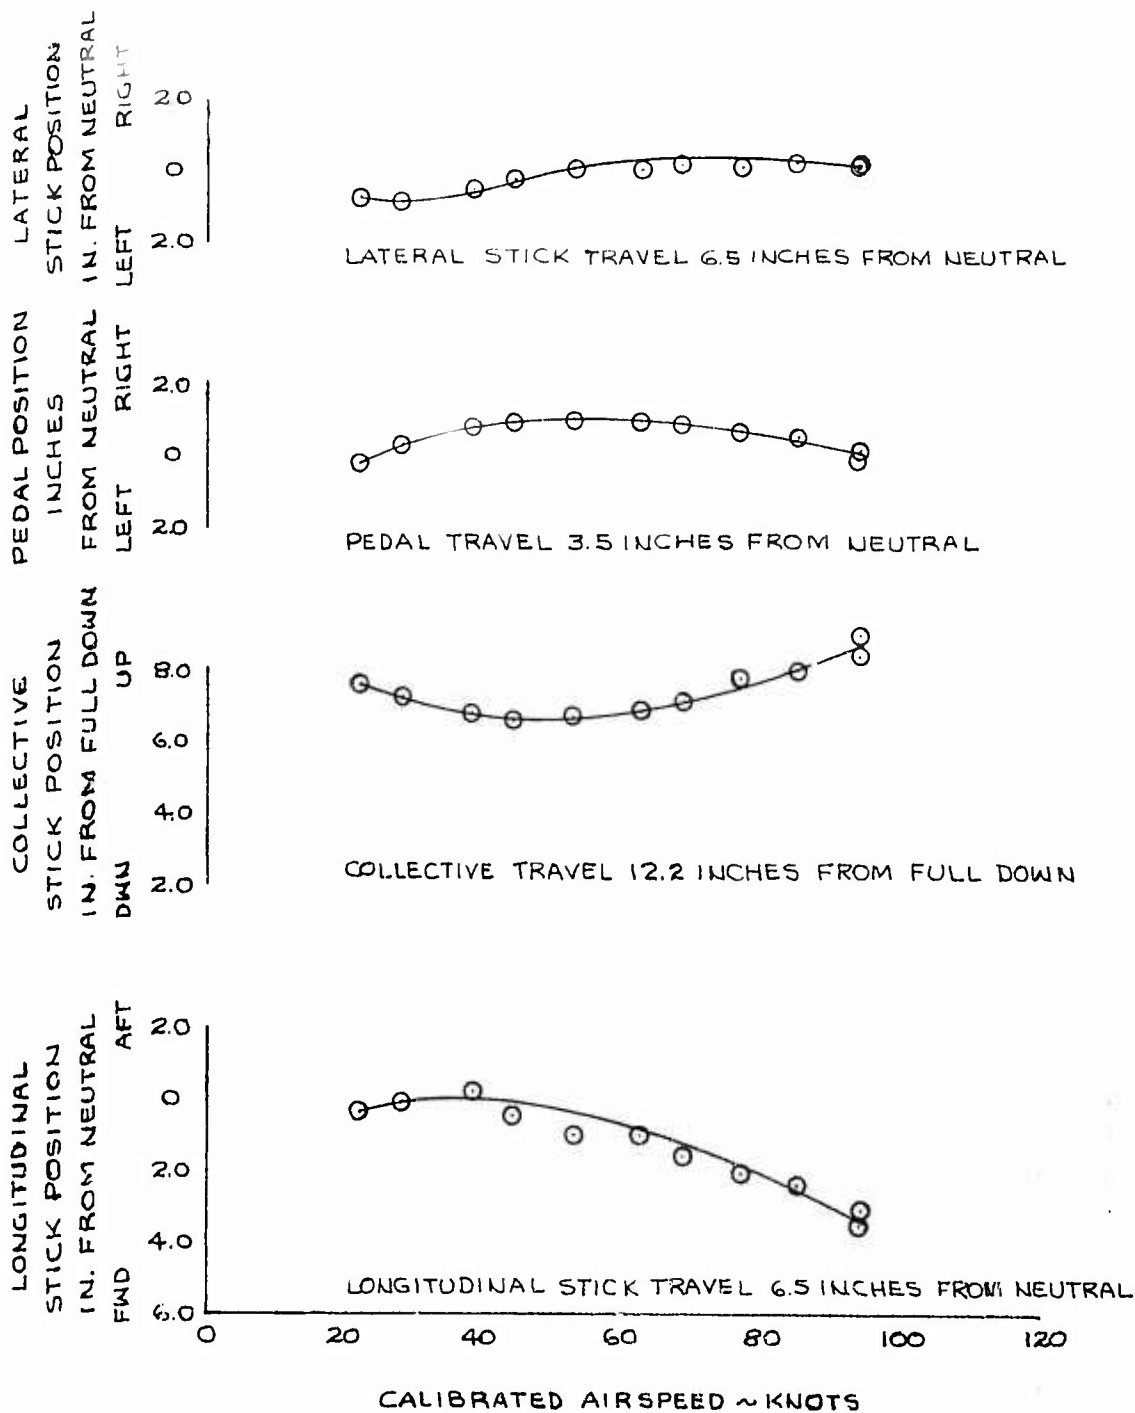 LATERAL
STICK POSITION
IN. FROM NEUTRAL
LEFT RIGHT
20
0
2.0
LATERAL STICK TRAVEL 6.5 INCHES FROM NEUTRAL
PEDAL POSITION
INCHES
FROM NEUTRAL
LEFT RIGHT
2.0
0
2.0
PEDAL TRAVEL 3.5 INCHES FROM NEUTRAL
COLLECTIVE
STICK POSITION
IN. FROM FULL DOWN
DWN UP
8.0
6.0
4.0
2.0
COLLECTIVE TRAVEL 12.2 INCHES FROM FULL DOWN
LONGITUDINAL
STICK POSITION
IN. FROM NEUTRAL
FWD AFT
2.0
0
2.0
4.0
6.0
LONGITUDINAL STICK TRAVEL 6.5 INCHES FROM NEUTRAL
0 20 40 60 80 100 120
CALIBRATED AIRSPEED ~ KNOTS